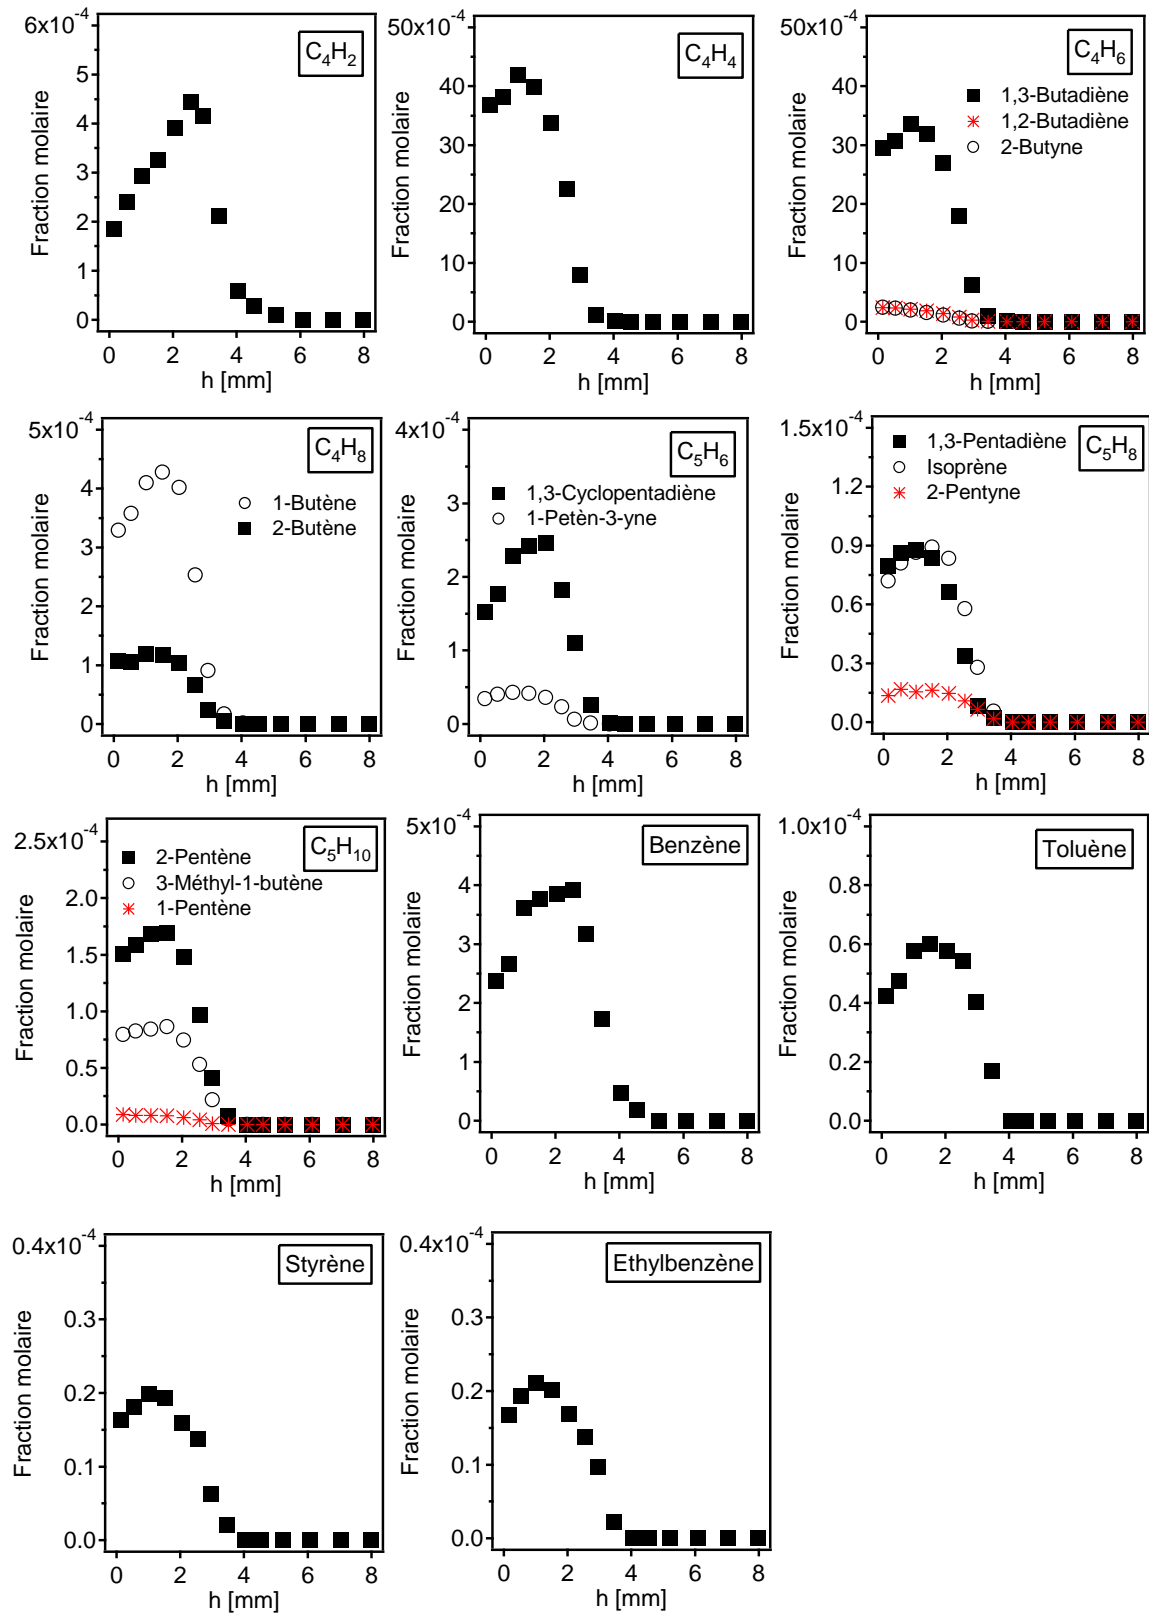 6x10-4
C4H2
5
4
3
2
1
0
Fraction molaire
0 2 4 6 8
h [mm]
50x10-4
C4H4
40
30
20
10
0
Fraction molaire
0 2 4 6 8
h [mm]
50x10-4
C4H6
1,3-Butadiène
1,2-Butadiène
2-Butyne
40
30
20
10
0
Fraction molaire
0 2 4 6 8
h [mm]
5x10-4
C4H8
1-Butène
2-Butène
4
3
2
1
0
Fraction molaire
0 2 4 6 8
h [mm]
4x10-4
C5H6
1,3-Cyclopentadiène
1-Petèn-3-yne
3
2
1
0
Fraction molaire
0 2 4 6 8
h [mm]
1.5x10-4
C5H8
1,3-Pentadiène
Isoprène
2-Pentyne
1.2
0.9
0.6
0.3
0.0
Fraction molaire
0 2 4 6 8
h [mm]
2.5x10-4
C5H10
2-Pentène
3-Méthyl-1-butène
1-Pentène
2.0
1.5
1.0
0.5
0.0
Fraction molaire
0 2 4 6 8
h [mm]
5x10-4
Benzène
4
3
2
1
0
Fraction molaire
0 2 4 6 8
h [mm]
1.0x10-4
Toluène
0.8
0.6
0.4
0.2
0.0
Fraction molaire
0 2 4 6 8
h [mm]
0.4x10-4
Styrène
0.3
0.2
0.1
0.0
Fraction molaire
0 2 4 6 8
h [mm]
0.4x10-4
Ethylbenzène
0.3
0.2
0.1
0.0
Fraction molaire
0 2 4 6 8
h [mm]